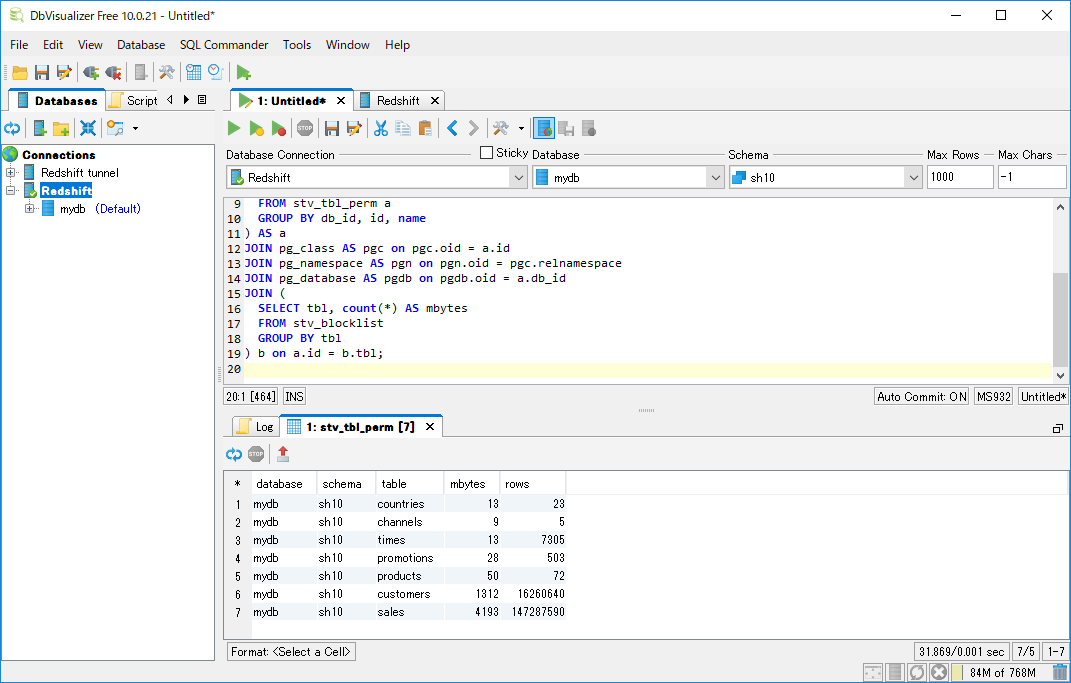 DbVisualizer Free 10.0.21 - Untitled*
File Edit View Database SQL Commander Tools Window Help
Databases Script
1: Untitled* Redshift
STOP
Connections
Redshift tunnel
Redshift
mydb (Default)
Database Connection Sticky Database Schema Max Rows Max Chars
Redshift mydb sh10 1000 -1
9 FROM stv_tbl_perm a
10 GROUP BY db_id, id, name
11 ) AS a
12 JOIN pg_class AS pgc on pgc.oid = a.id
13 JOIN pg_namespace AS pgn on pgn.oid = pgc.relnamespace
14 JOIN pg_database AS pgdb on pgdb.oid = a.db_id
15 JOIN (
16 SELECT tbl, count(*) AS mbytes
17 FROM stv_blocklist
18 GROUP BY tbl
19 ) b on a.id = b.tbl;
20
20:1 [464] INS Auto Commit: ON MS932 Untitled*
Log 1: stv_tbl_perm [7]
STOP
* database schema table mbytes rows
1 mydb sh10 countries 13 23
2 mydb sh10 channels 9 5
3 mydb sh10 times 13 7305
4 mydb sh10 promotions 28 503
5 mydb sh10 products 50 72
6 mydb sh10 customers 1312 16260640
7 mydb sh10 sales 4193 147287590
Format: <Select a Cell> 31.869/0.001 sec 7/5 1-7
84M of 768M